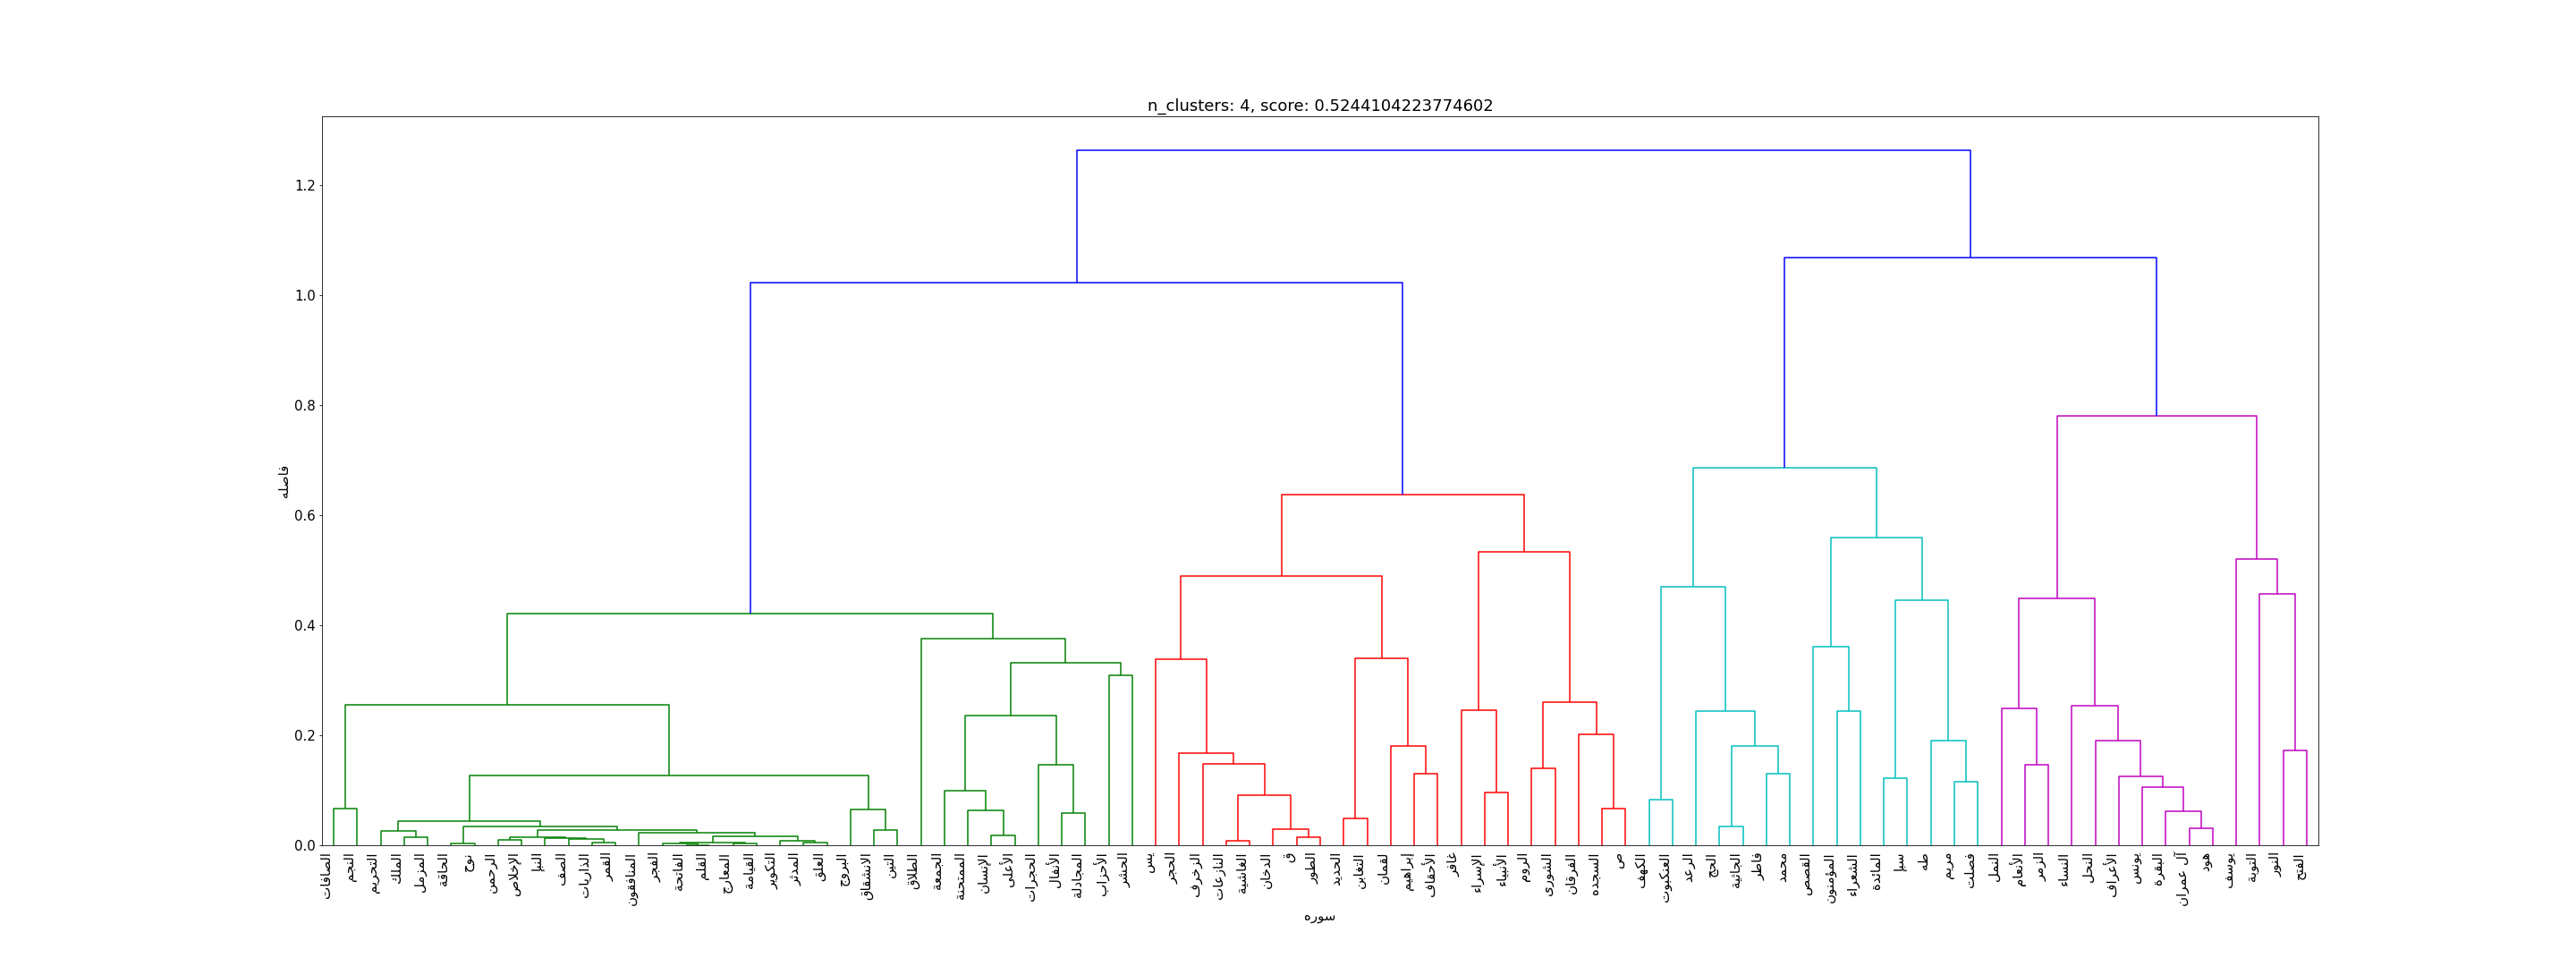 n_clusters: 4, score: 0.5244104223774602
1.2
1.0
0.8
0.6
0.4
0.2
0.0
فاصله
الصافات
النجم
التحريم
الملك
المزمل
الحاقة
نوح
الرحمن
الإخلاص
النبإ
الصف
الذاريات
القمر
المنافقون
الفجر
الفاتحة
القلم
المعارج
القيامة
التكوير
المدثر
العلق
البروج
الانشقاق
التين
الطلاق
الجمعة
الممتحنة
الإنسان
الأعلى
الحجرات
الأنفال
المجادلة
الأحزاب
الحشر
يس
الحجر
الزخرف
النازعات
الغاشية
الدخان
ق
الطور
الحديد
التغابن
لقمان
إبراهيم
الأحقاف
غافر
الإسراء
الأنبياء
الروم
الشورى
الفرقان
السجده
ص
الكهف
العنكبوت
الرعد
الحج
الجاثية
فاطر
محمد
القصص
المؤمنون
الشعراء
المائدة
سبإ
طه
مريم
فصلت
النمل
الأنعام
الزمر
النساء
النحل
الأعراف
يونس
البقرة
آل عمران
هود
يوسف
التوبة
النور
الفتح
سوره